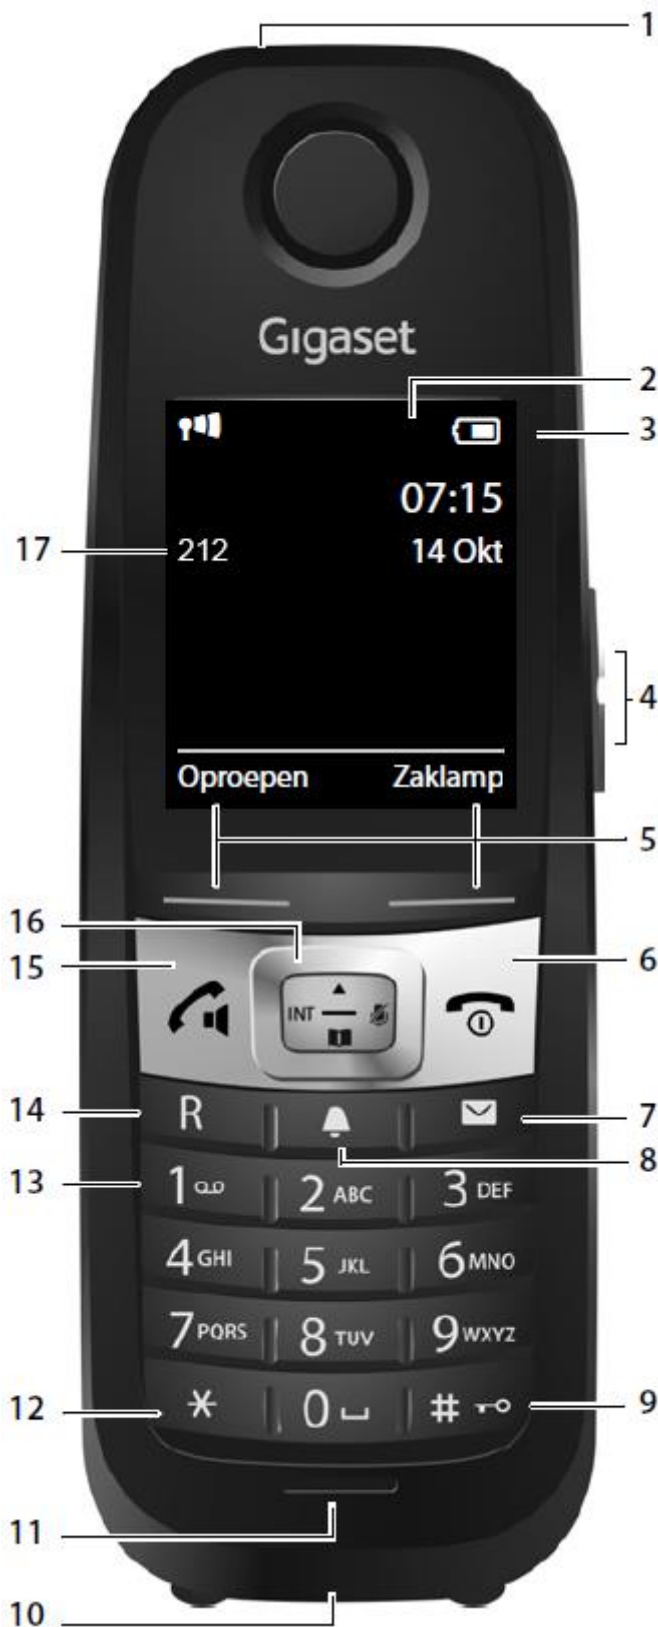 1
Gigaset
2
3
07:15
17
212
14 Okt
4
Oproepen
Zaklamp
5
16
15
6
INT
14
R
7
8
13
1
2 ABC
3 DEF
4 GHI
5 JKL
6 MNO
7 PQRS
8 TUV
9 WXYZ
12
*
0
#
9
11
10